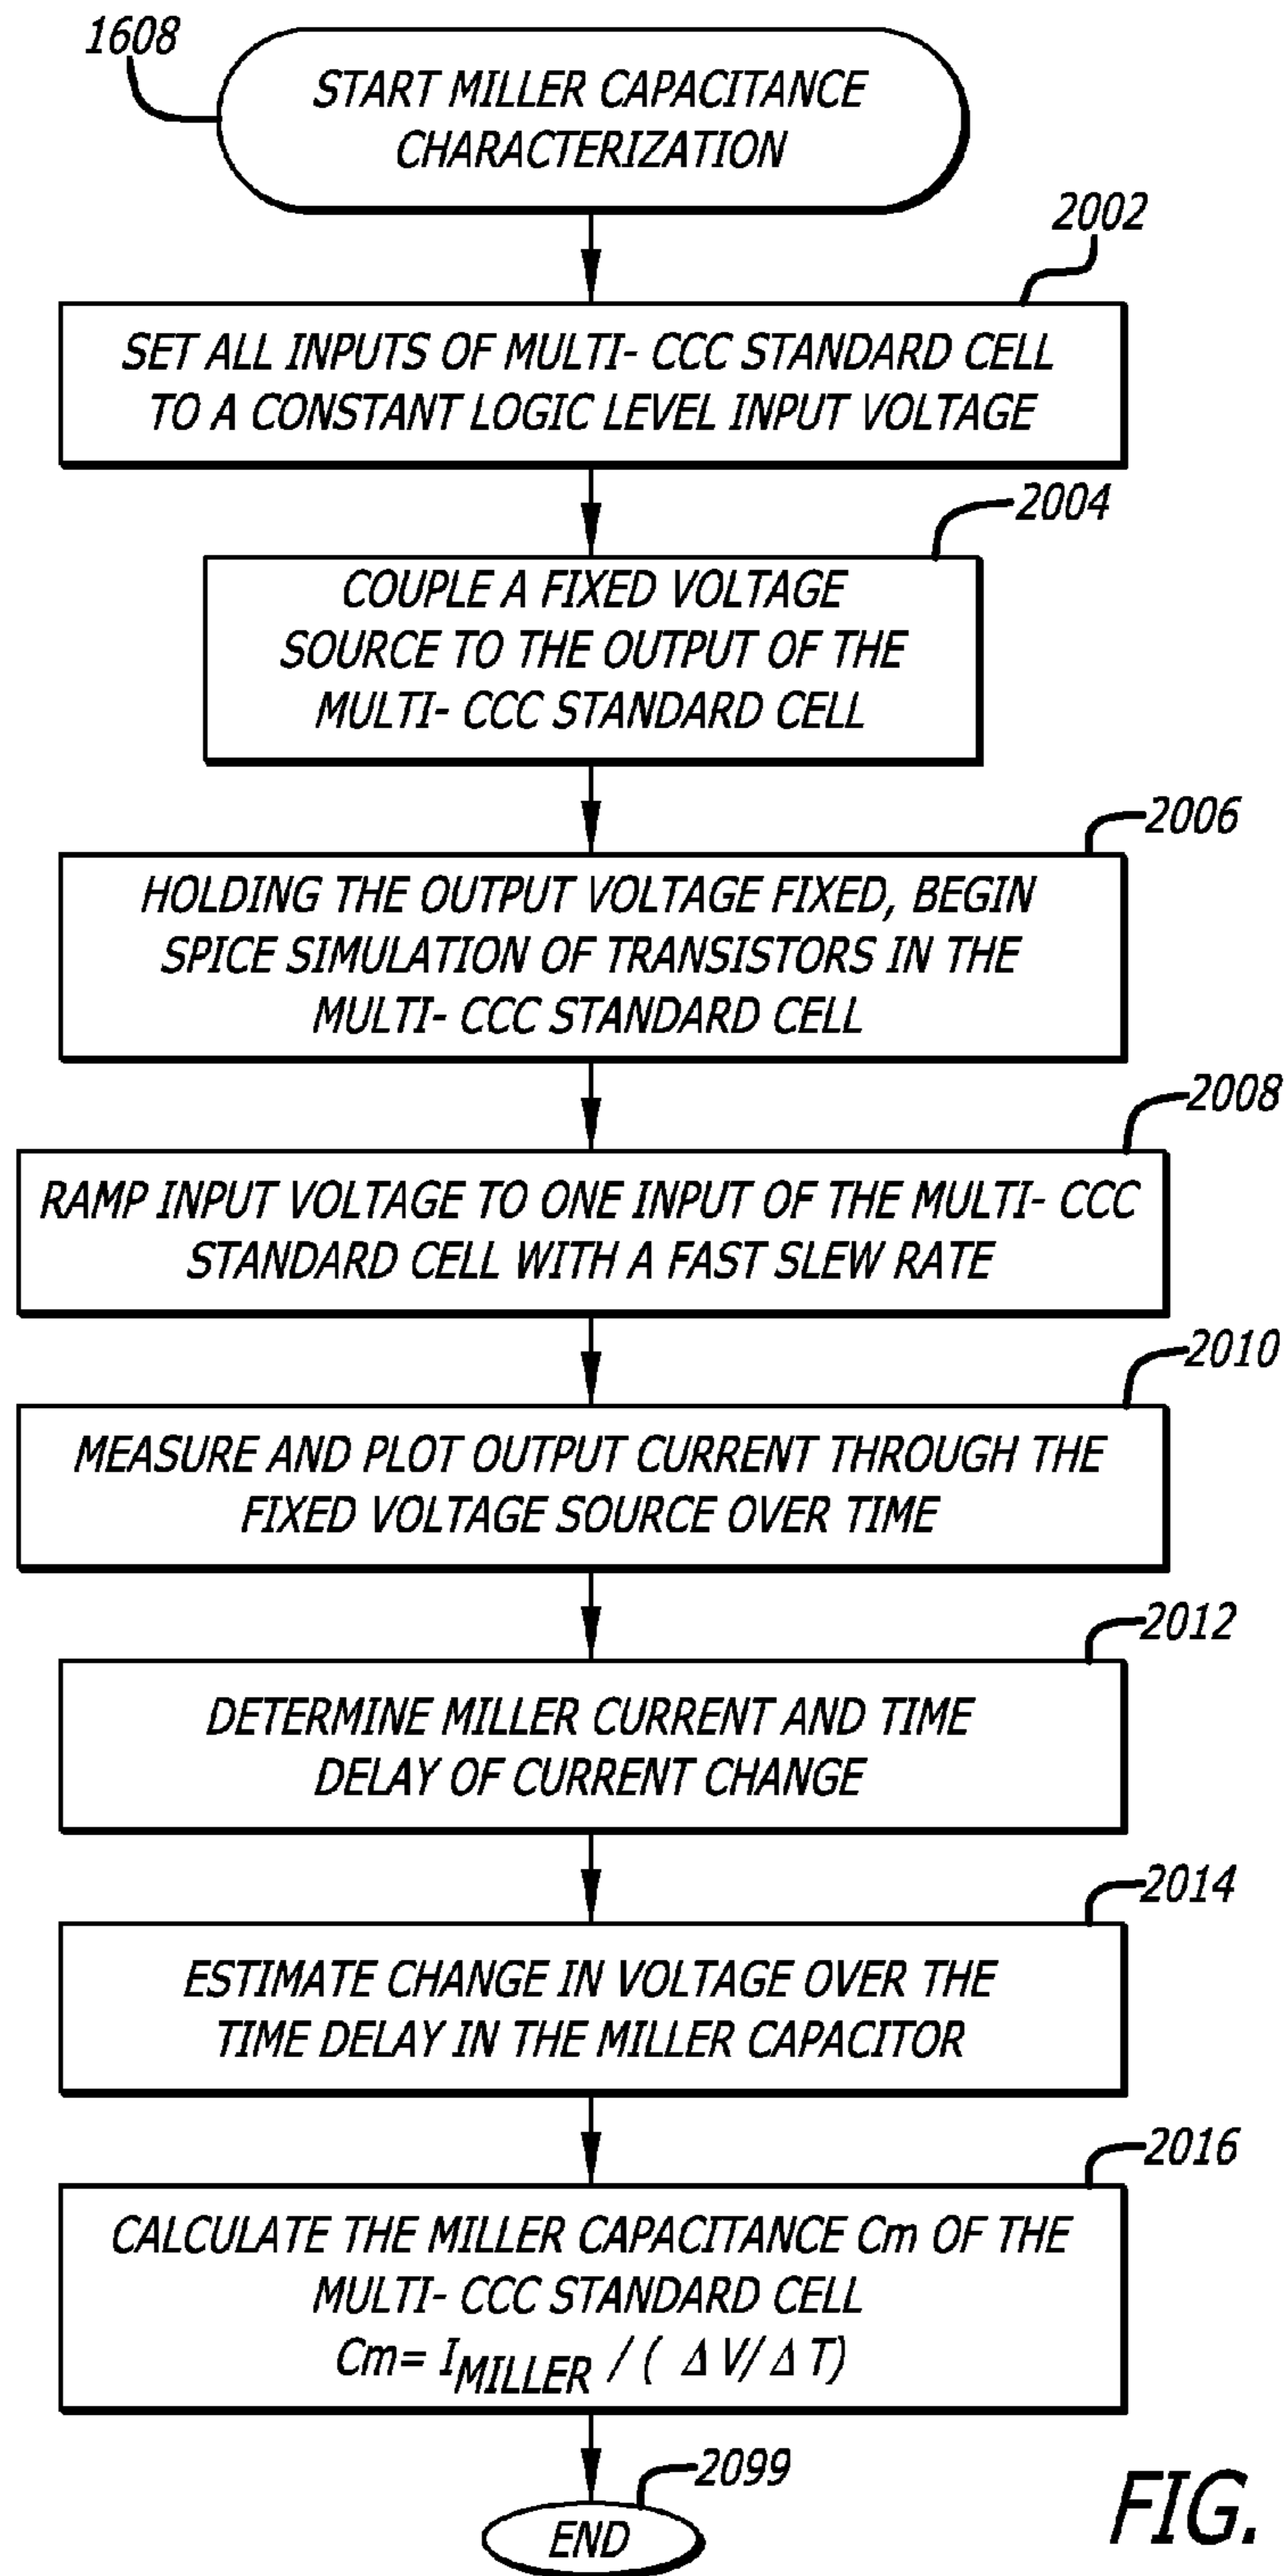 1608
START MILLER CAPACITANCE
CHARACTERIZATION
2002
SET ALL INPUTS OF MULTI- CCC STANDARD CELL
TO A CONSTANT LOGIC LEVEL INPUT VOLTAGE
2004
COUPLE A FIXED VOLTAGE
SOURCE TO THE OUTPUT OF THE
MULTI- CCC STANDARD CELL
2006
HOLDING THE OUTPUT VOLTAGE FIXED, BEGIN
SPICE SIMULATION OF TRANSISTORS IN THE
MULTI- CCC STANDARD CELL
2008
RAMP INPUT VOLTAGE TO ONE INPUT OF THE MULTI- CCC
STANDARD CELL WITH A FAST SLEW RATE
2010
MEASURE AND PLOT OUTPUT CURRENT THROUGH THE
FIXED VOLTAGE SOURCE OVER TIME
2012
DETERMINE MILLER CURRENT AND TIME
DELAY OF CURRENT CHANGE
2014
ESTIMATE CHANGE IN VOLTAGE OVER THE
TIME DELAY IN THE MILLER CAPACITOR
2016
CALCULATE THE MILLER CAPACITANCE Cm OF THE
MULTI- CCC STANDARD CELL
Cm= I MILLER / ( Δ V/ Δ T)
2099
END
FIG.